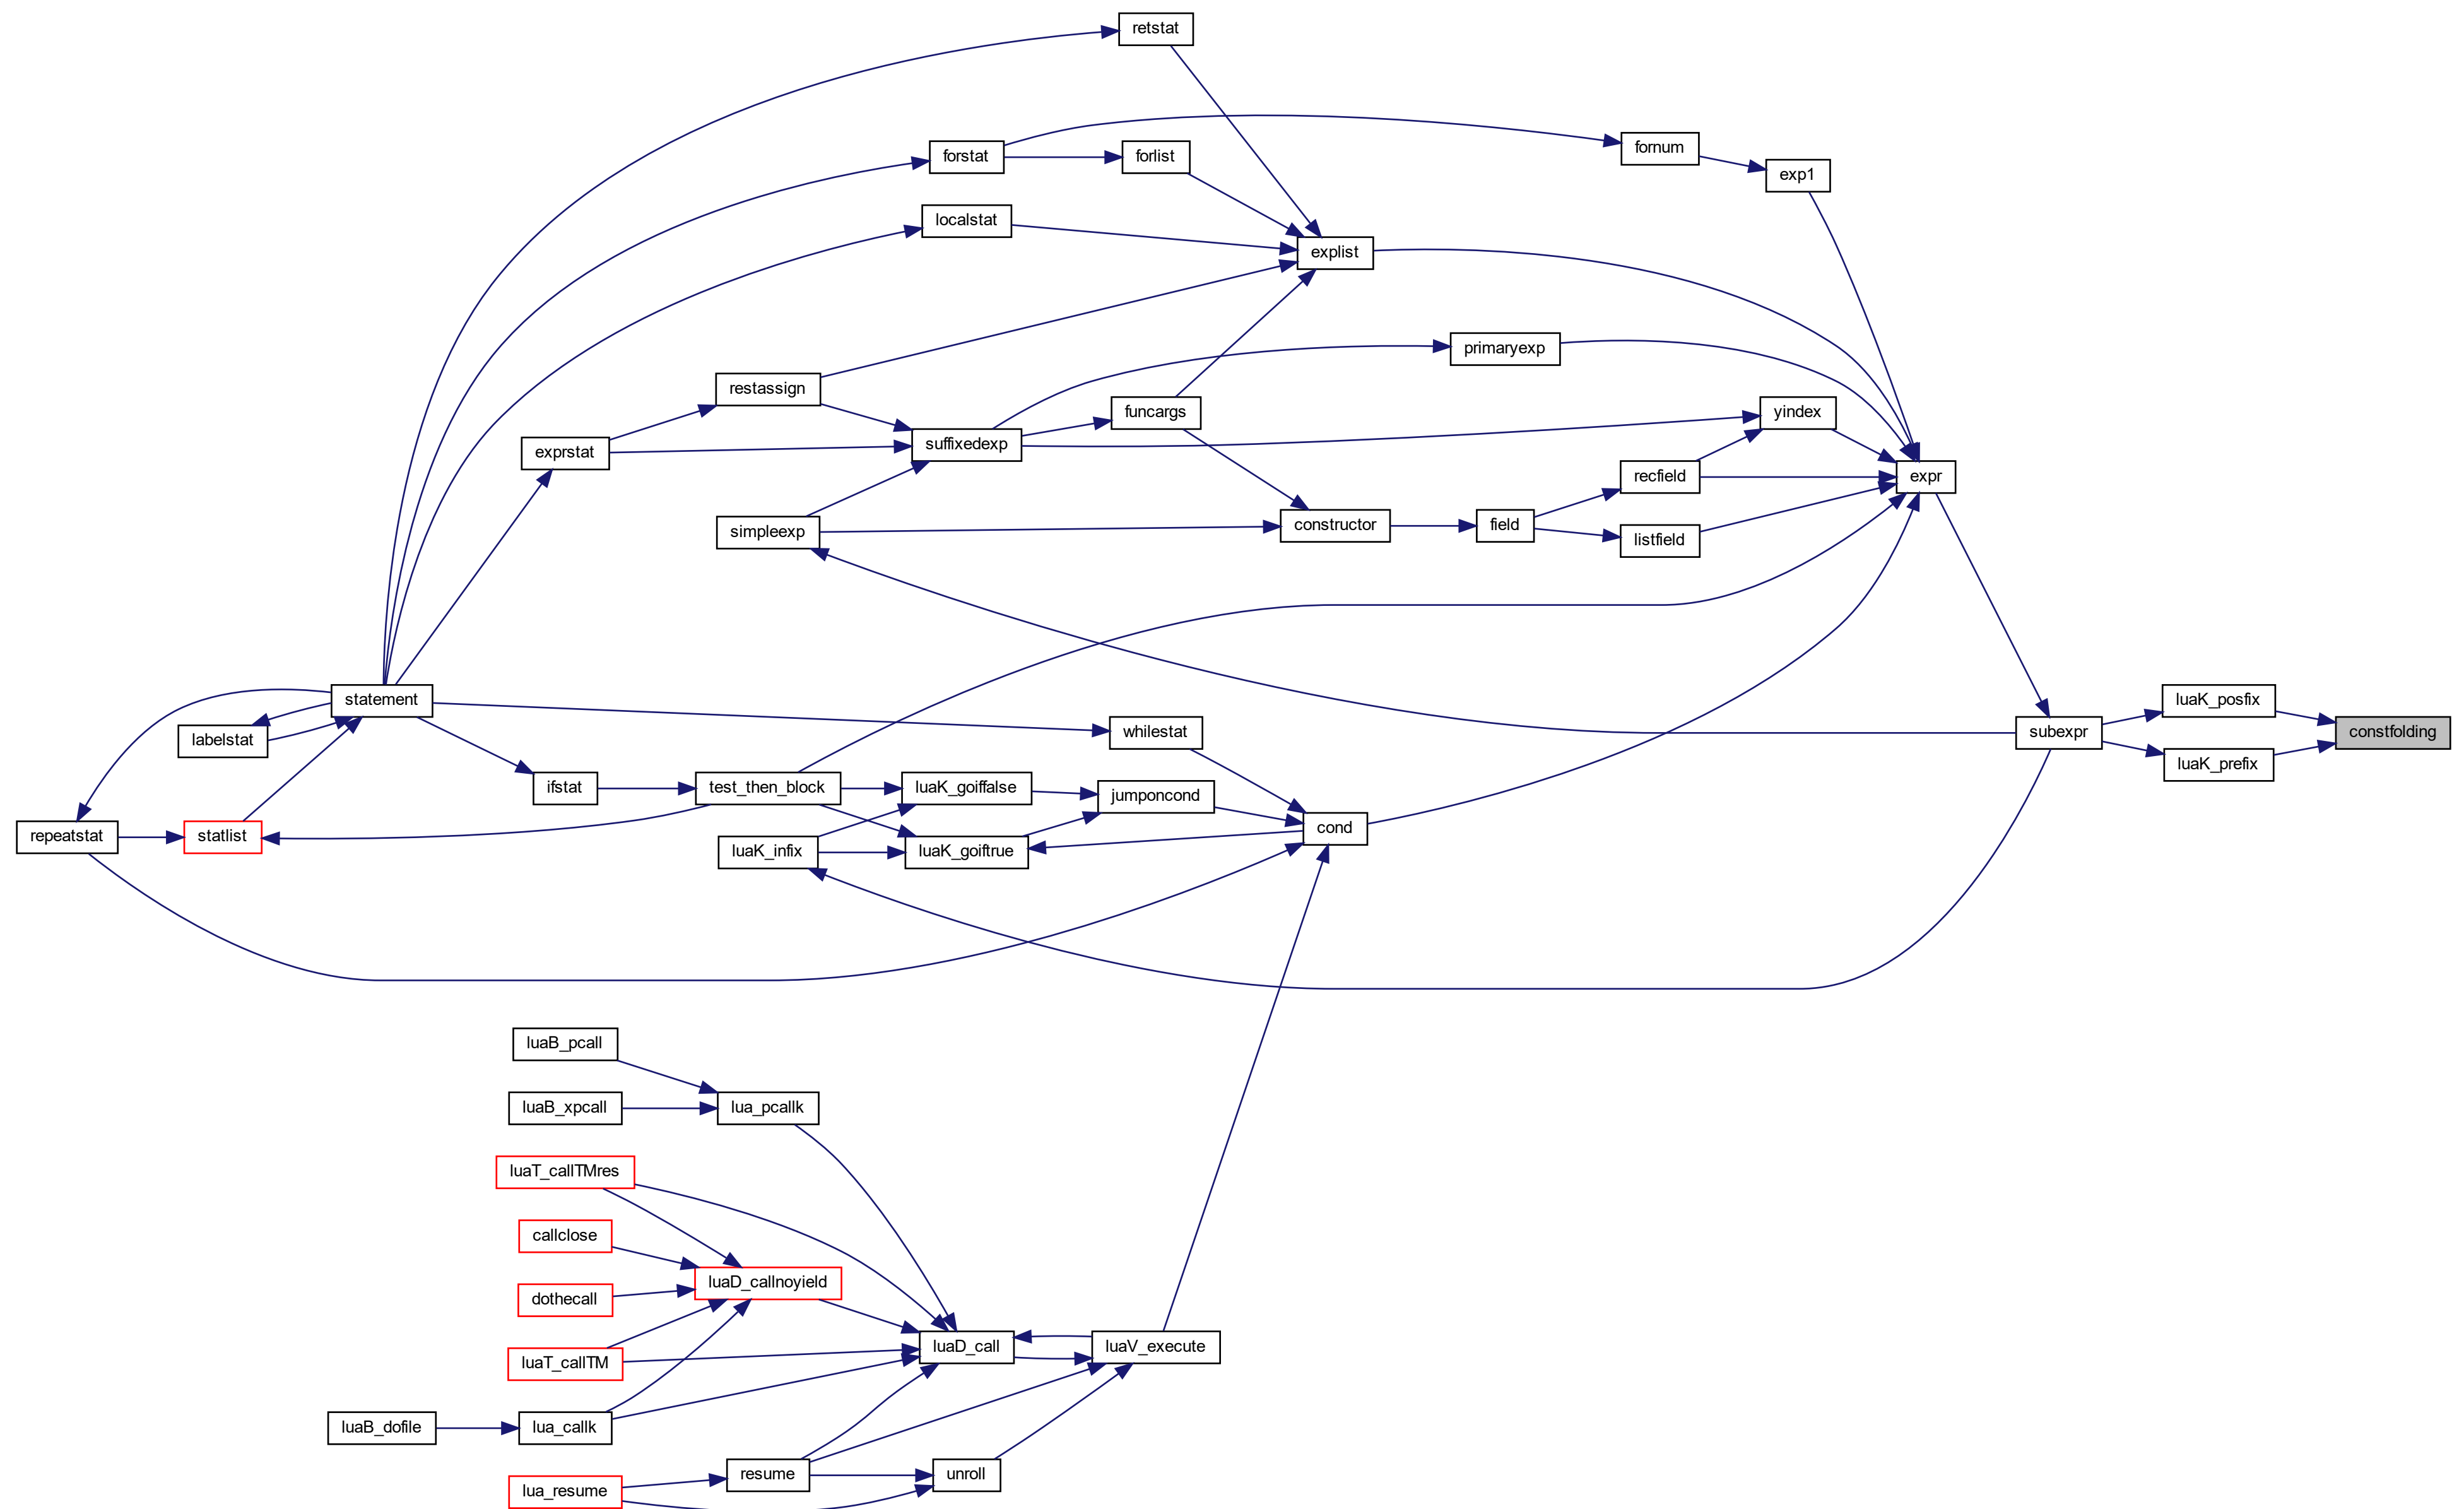 retstat
fornum
forstat
forlist
exp1
localstat
explist
primaryexp
restassign
funcargs
yindex
suffixedexp
exprstat
recfield
expr
simpleexp
constructor
field
listfield
statement
luaK_posfix
labelstat
whilestat
subexpr
constfolding
luaK_prefix
ifstat
test_then_block
luaK_goiffalse
jumponcond
repeatstat
statlist
luaK_infix
luaK_goiftrue
cond
luaB_pcall
luaB_xpcall
lua_pcallk
luaT_callTMres
callclose
luaD_callnoyield
dothecall
luaT_callTM
luaD_call
luaV_execute
luaB_dofile
lua_callk
resume
unroll
lua_resume